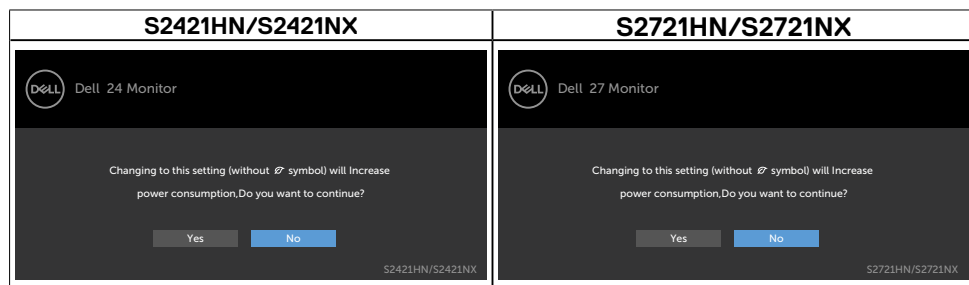 S2421HN/S2421NX
S2721HN/S2721NX
DELL Dell 24 Monitor
Changing to this setting (without symbol) will Increase
power consumption,Do you want to continue?
Yes No
S2421HN/S2421NX
DELL Dell 27 Monitor
Changing to this setting (without symbol) will Increase
power consumption,Do you want to continue?
Yes No
S2721HN/S2721NX